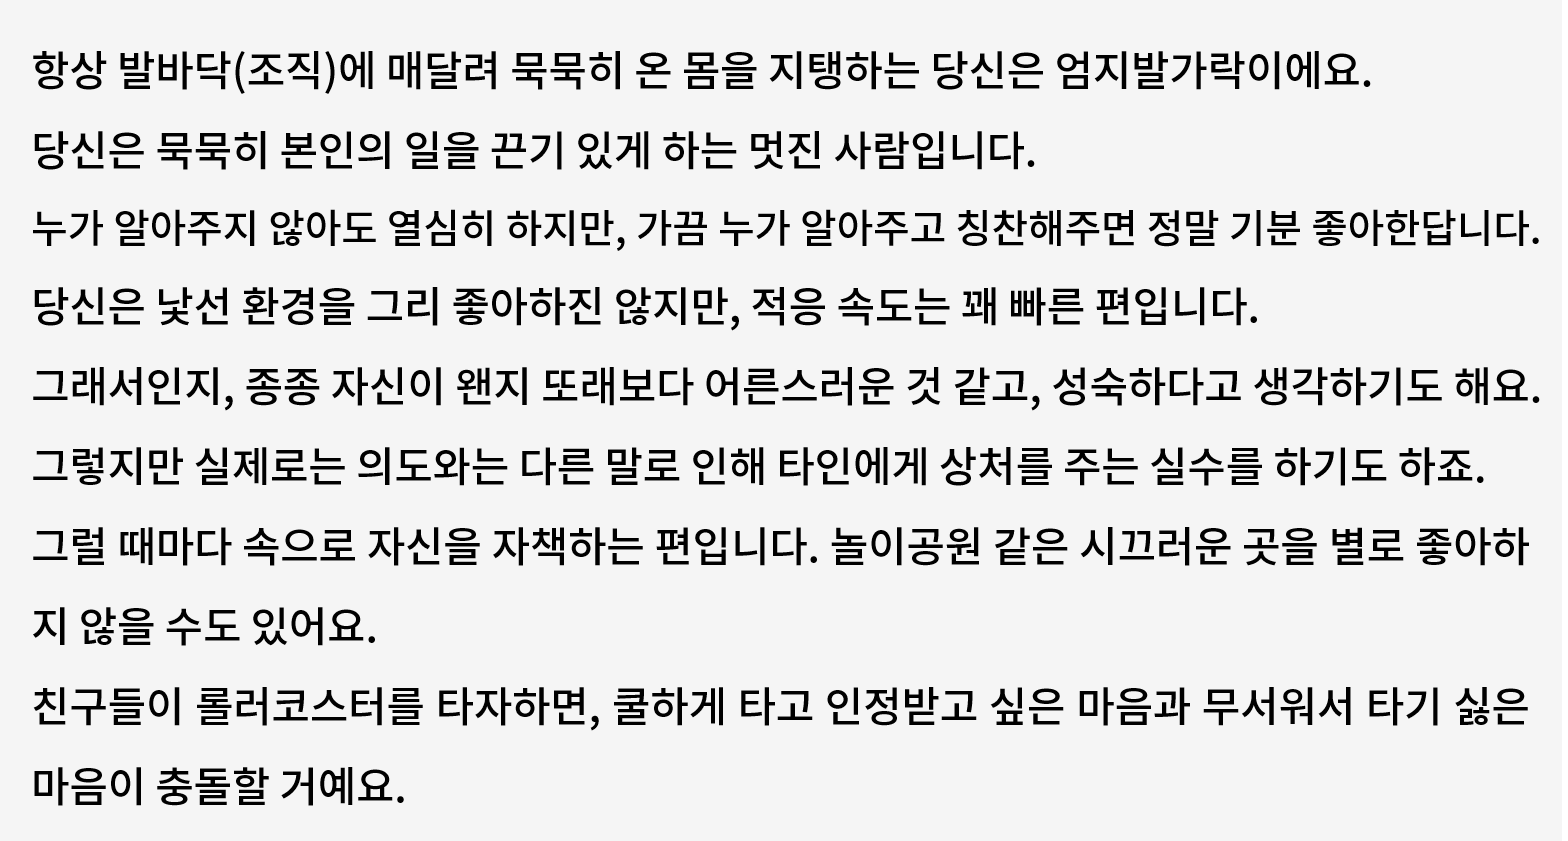 항상 발바닥(조직)에 매달려 묵묵히 온 몸을 지탱하는 당신은 엄지발가락이에요.
당신은 묵묵히 본인의 일을 끈기 있게 하는 멋진 사람입니다.
누가 알아주지 않아도 열심히 하지만, 가끔 누가 알아주고 칭찬해주면 정말 기분 좋아한답니다.
당신은 낯선 환경을 그리 좋아하진 않지만, 적응 속도는 꽤 빠른 편입니다.
그래서인지, 종종 자신이 왠지 또래보다 어른스러운 것 같고, 성숙하다고 생각하기도 해요.
그렇지만 실제로는 의도와는 다른 말로 인해 타인에게 상처를 주는 실수를 하기도 하죠.
그럴 때마다 속으로 자신을 자책하는 편입니다. 놀이공원 같은 시끄러운 곳을 별로 좋아하
지 않을 수도 있어요.
친구들이 롤러코스터를 타자하면, 쿨하게 타고 인정받고 싶은 마음과 무서워서 타기 싫은
마음이 충돌할 거예요.